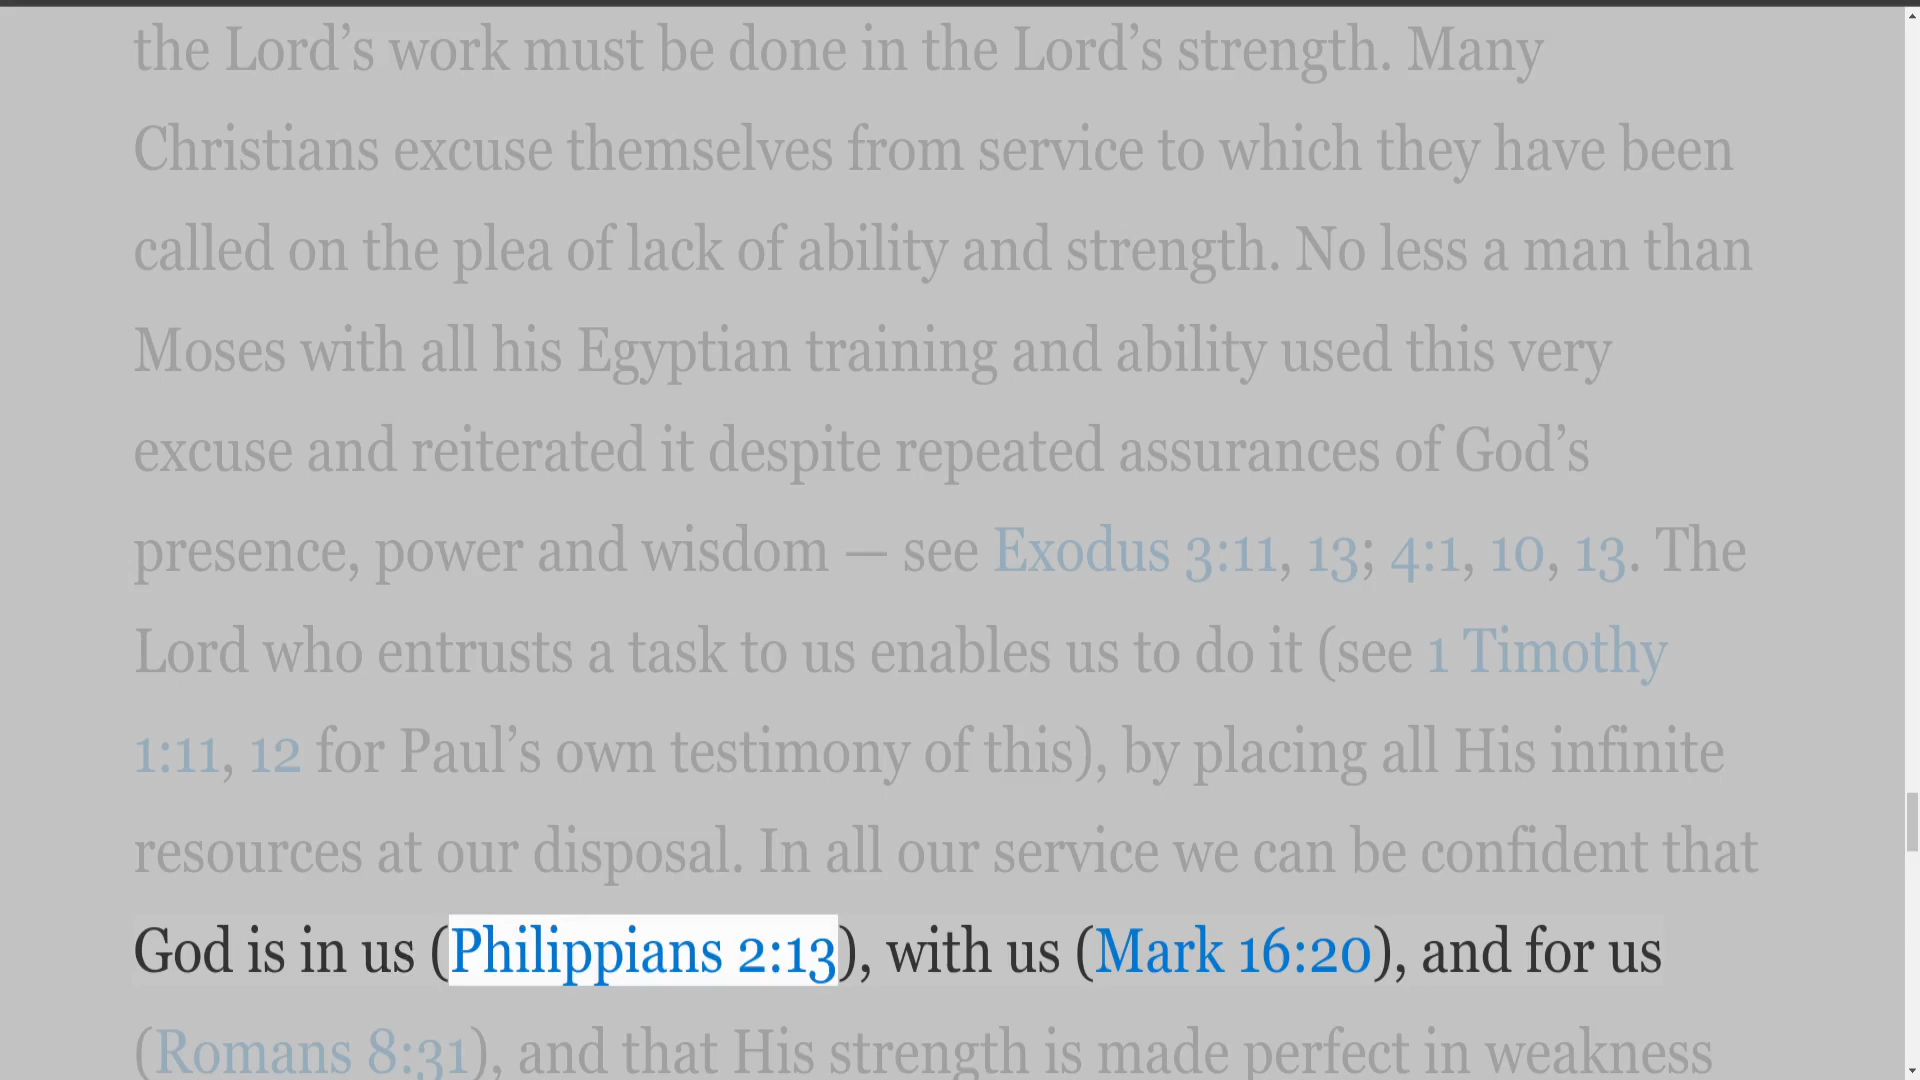 the Lord’s work must be done in the Lord’s strength. Many
Christians excuse themselves from service to which they have been
called on the plea of lack of ability and strength. No less a man than
Moses with all his Egyptian training and ability used this very
excuse and reiterated it despite repeated assurances of God’s
presence, power and wisdom — see Exodus 3:11, 13; 4:1, 10, 13. The
Lord who entrusts a task to us enables us to do it (see 1 Timothy
1:11, 12 for Paul’s own testimony of this), by placing all His infinite
resources at our disposal. In all our service we can be confident that
God is in us (Philippians 2:13), with us (Mark 16:20), and for us
(Romans 8:31), and that His strength is made perfect in weakness